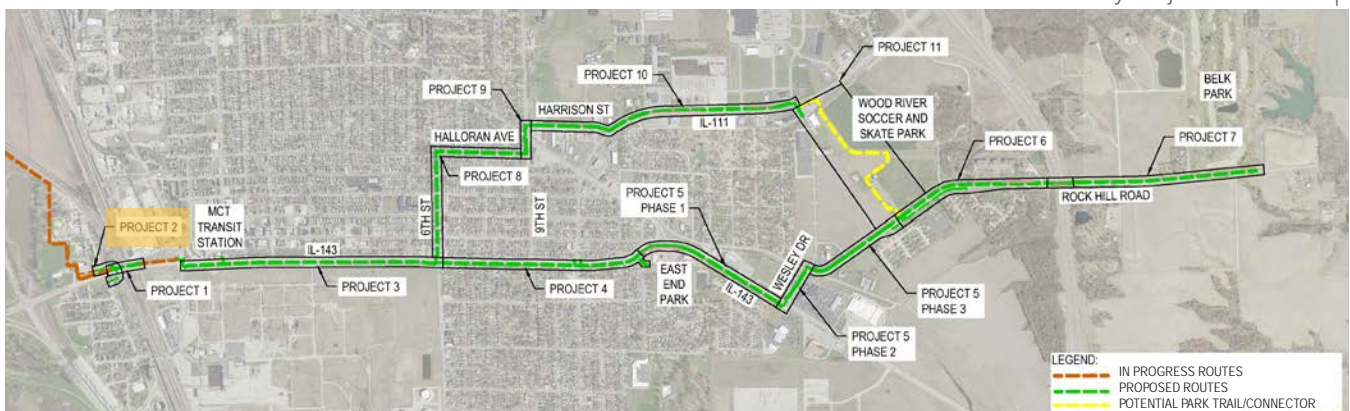 PROJECT 11
PROJECT 10
BELK
PARK
PROJECT 9
HARRISON ST
WOOD RIVER
SOCCER AND
SKATE PARK
IL-111
HALLORAN AVE
PROJECT 6
PROJECT 7
PROJECT 8
PROJECT 5
PHASE 1
ROCK HILL ROAD
6TH ST
9TH ST
MCT
TRANSIT
STATION
PROJECT 2
IL-143
WESLEY DR
EAST
END
PARK
PROJECT 1
PROJECT 3
PROJECT 4
IL-143
PROJECT 5
PHASE 3
PROJECT 5
PHASE 2
LEGEND:
IN PROGRESS ROUTES
PROPOSED ROUTES
POTENTIAL PARK TRAIL/CONNECTOR